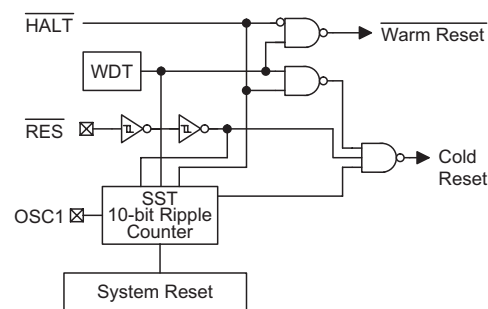 HALT
Warm Reset
WDT
RES
Cold
Reset
SST
10-bit Ripple
Counter
OSC1
System Reset